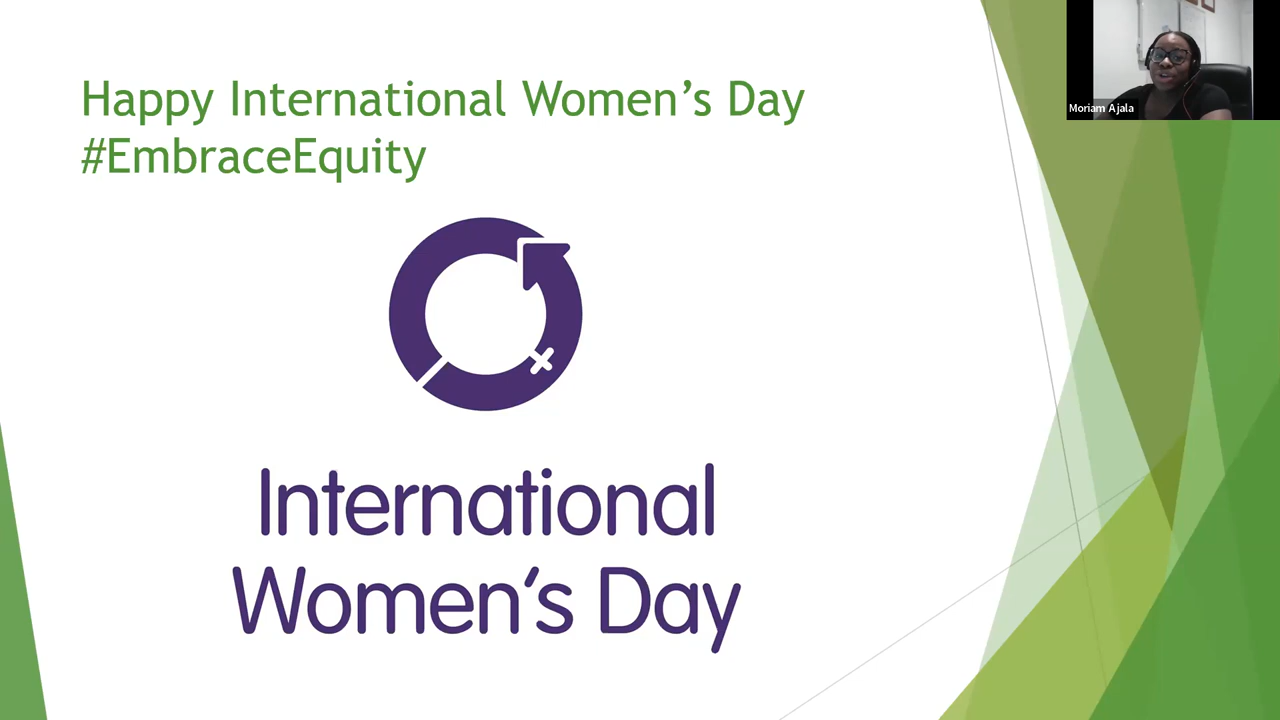 Happy International Women’s Day
#EmbraceEquity
Moriam Ajala
International
Women’s Day